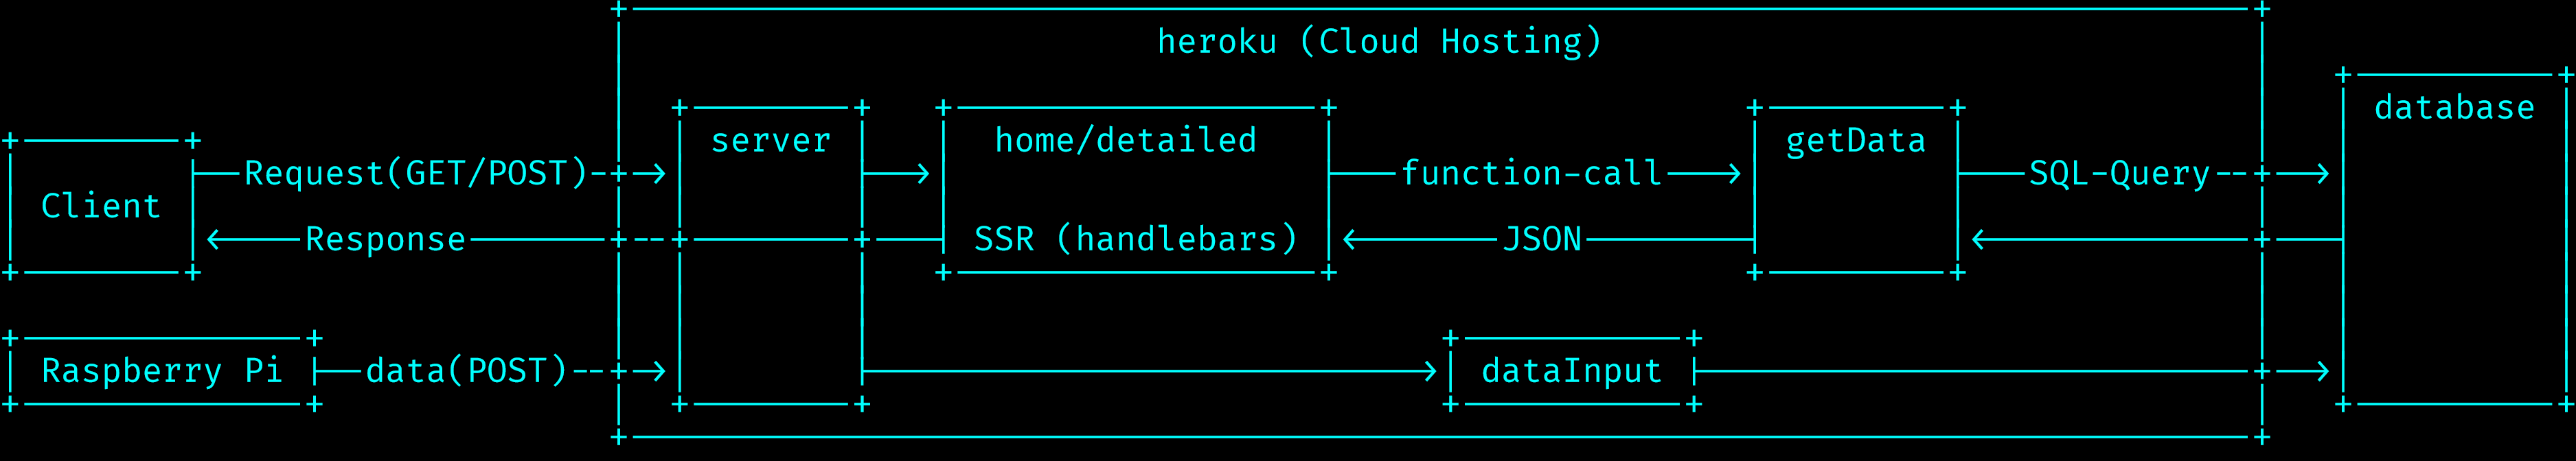 heroku (Cloud Hosting)
database
server
home/detailed
getData
Request(GET/POST)
function-call
SQL-Query
Client
Response
SSR (handlebars)
JSON
Raspberry Pi
data(POST)
dataInput